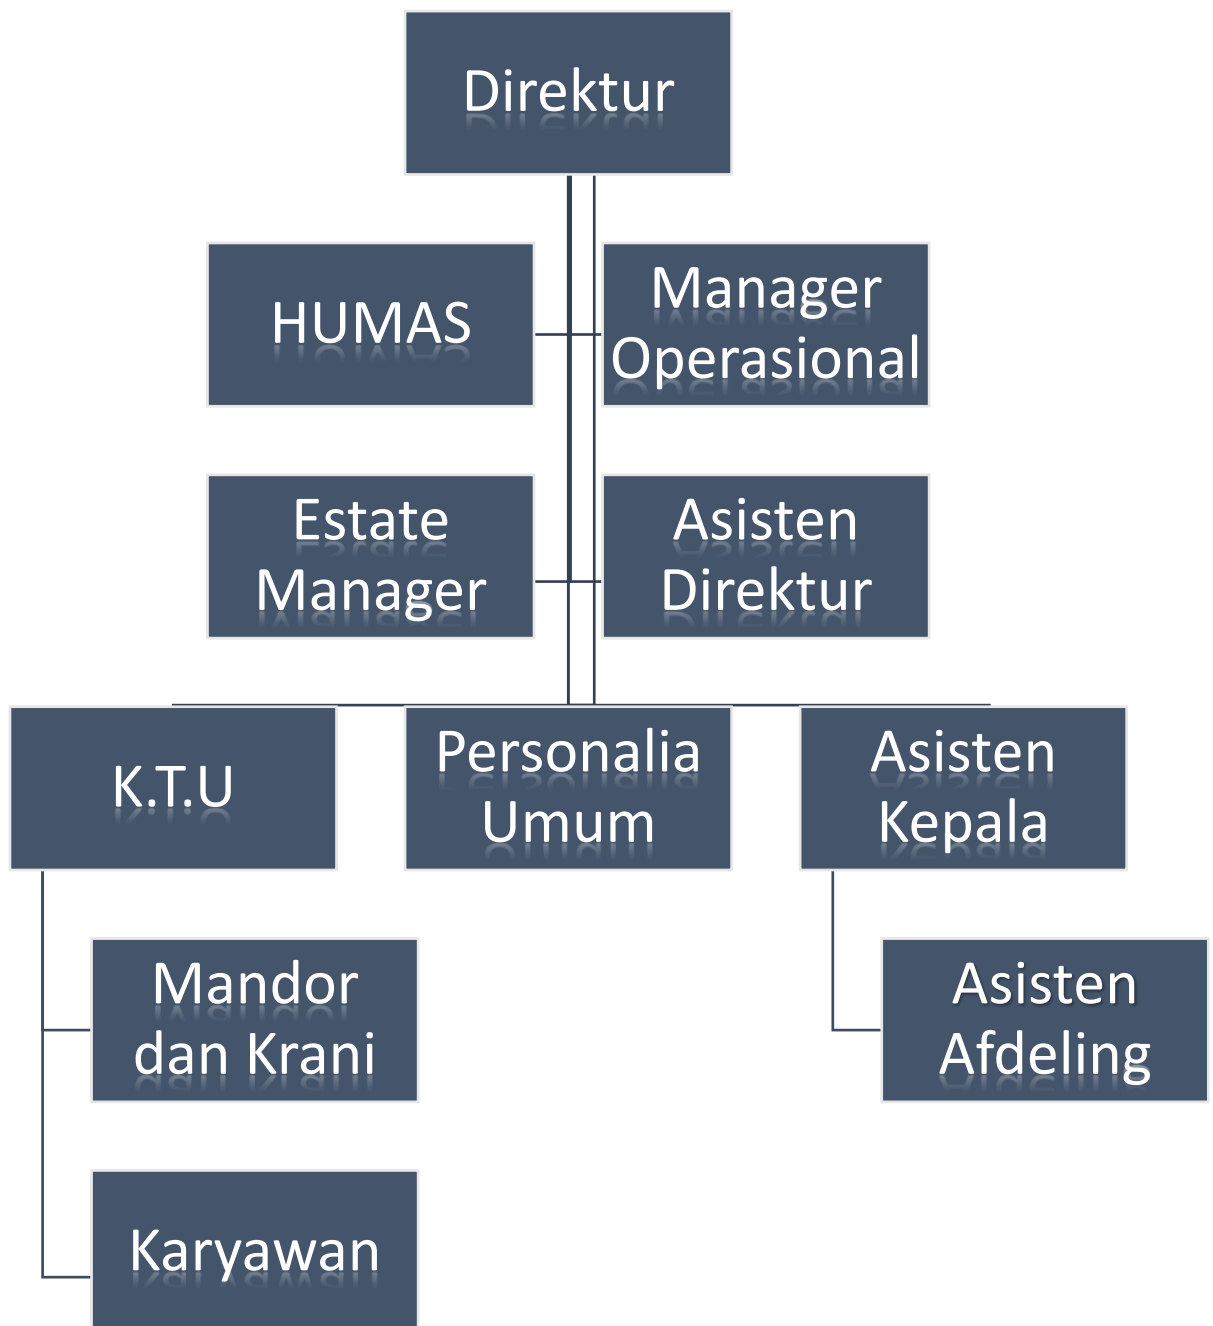 Direktur
HUMAS
Manager
Operasional
Estate
Manager
Asisten
Direktur
K.T.U
Personalia
Umum
Asisten
Kepala
Mandor
dan Krani
Asisten
Afdeling
Karyawan